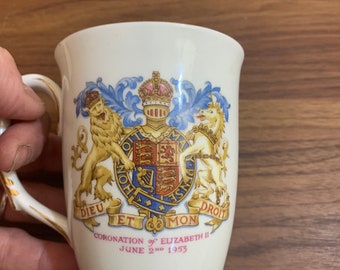 DIEU ET MON DROIT
CORONATION of ELIZABETH II
JUNE 2ND 1953